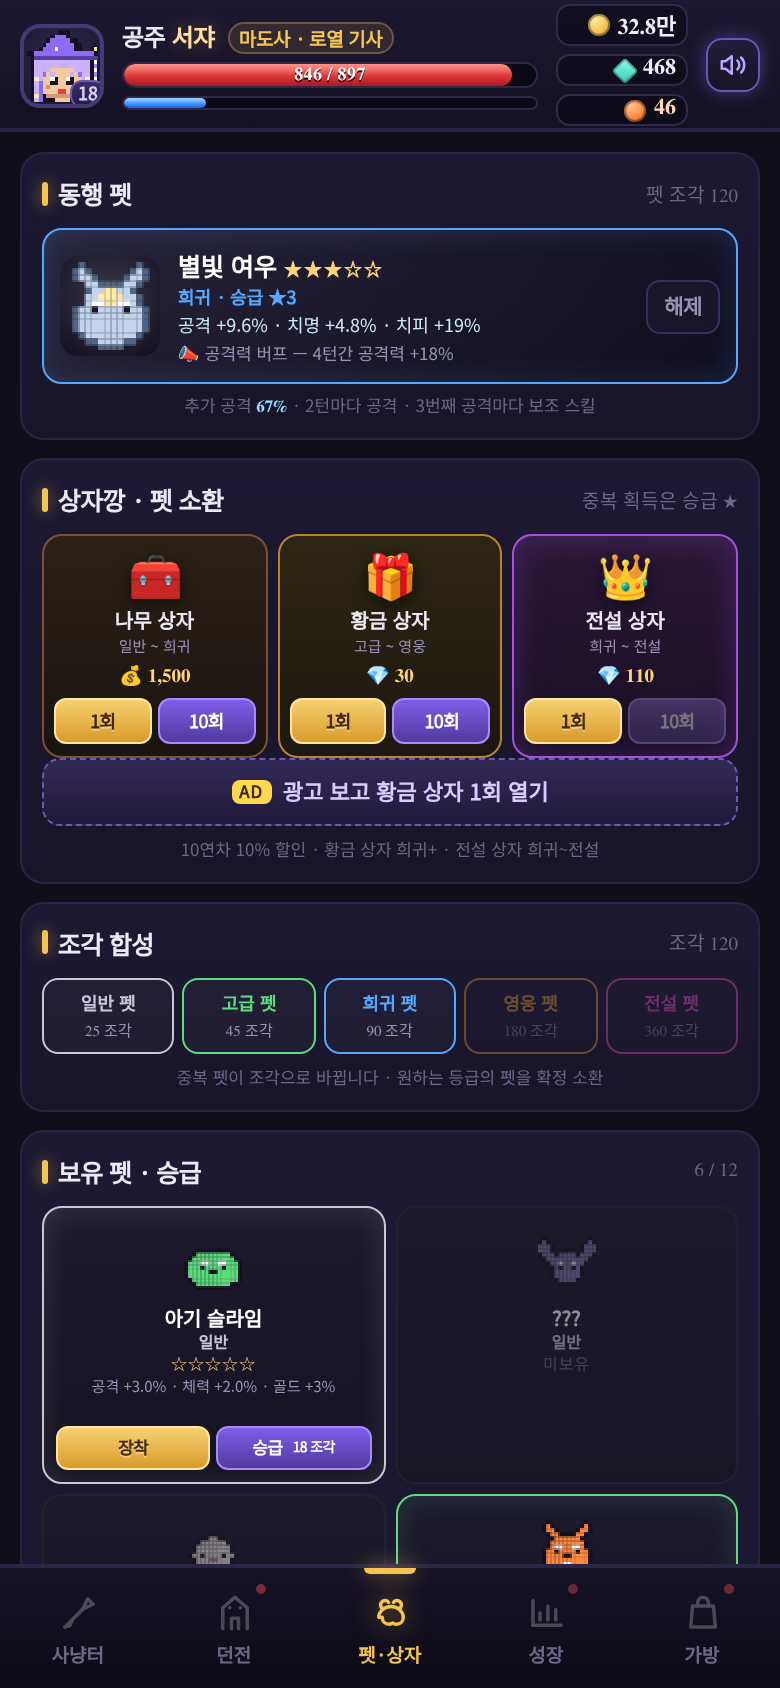 공주 서쟈 마도사 · 로열 기사
846 / 897
18
32.8만
468
46
동행 펫
펫 조각 120
별빛 여우 ★★★☆☆
희귀 · 승급 ★3
공격 +9.6% · 치명 +4.8% · 치피 +19%
공격력 버프 — 4턴간 공격력 +18%
해제
추가 공격 67% · 2턴마다 공격 · 3번째 공격마다 보조 스킬
상자깡 · 펫 소환
중복 획득은 승급 ★
나무 상자
일반 ~ 희귀
1,500
1회 10회
황금 상자
고급 ~ 영웅
30
1회 10회
전설 상자
희귀 ~ 전설
110
1회 10회
AD 광고 보고 황금 상자 1회 열기
10연차 10% 할인 · 황금 상자 희귀+ · 전설 상자 희귀~전설
조각 합성
조각 120
일반 펫
25 조각
고급 펫
45 조각
희귀 펫
90 조각
영웅 펫
180 조각
전설 펫
360 조각
중복 펫이 조각으로 바뀝니다 · 원하는 등급의 펫을 확정 소환
보유 펫 · 승급
6 / 12
아기 슬라임
일반
☆☆☆☆☆
공격 +3.0% · 체력 +2.0% · 골드 +3%
장착 승급 18 조각
???
일반
미보유
사냥터
던전
펫·상자
성장
가방